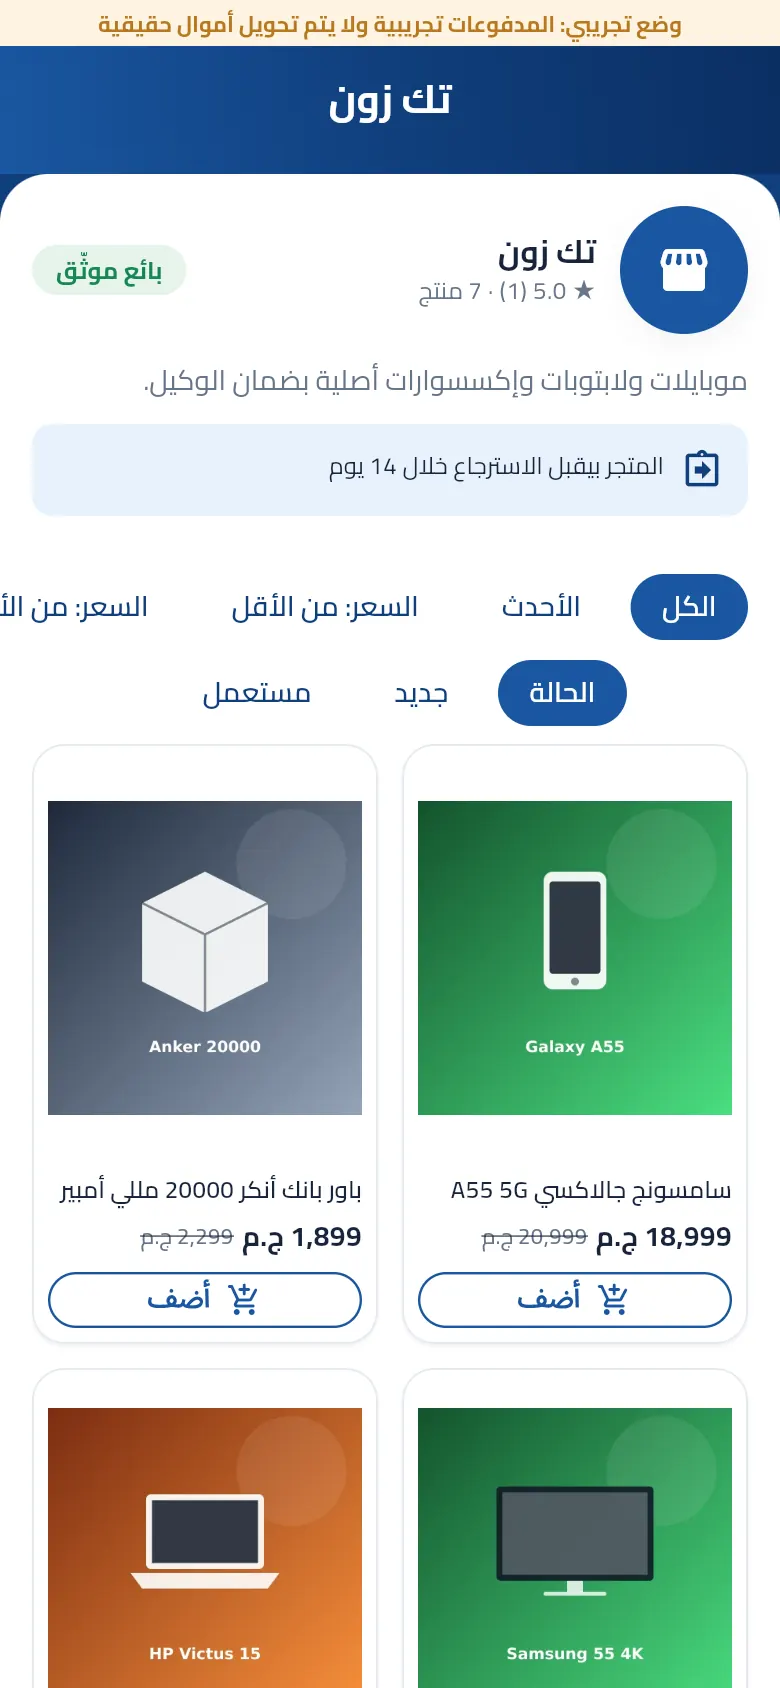 وضع تجريبي: المدفوعات تجريبية ولا يتم تحويل أموال حقيقية
تك زون
تك زون
★ 5.0 (1) · 7 منتج
بائع موثّق
موبايلات ولابتوبات وإكسسوارات أصلية بضمان الوكيل.
المتجر بيقبل الاسترجاع خلال 14 يوم
الكل الأحدث السعر: من الأقل السعر: من
الحالة جديد مستعمل
Galaxy A55
سامسونج جالاكسي A55 5G
18,999 ج.م 20,999 ج.م
أضف
Anker 20000
باور بانك أنكر 20000 مللي أمبير
1,899 ج.م 2,299 ج.م
أضف
Samsung 55 4K
HP Victus 15